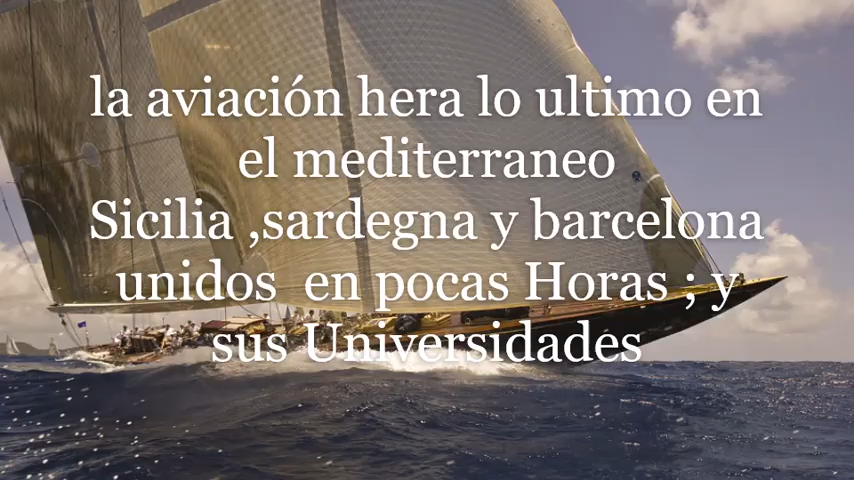 la aviación hera lo ultimo en
el mediterraneo
Sicilia ,sardegna y barcelona
unidos  en pocas Horas ; y
sus Universidades